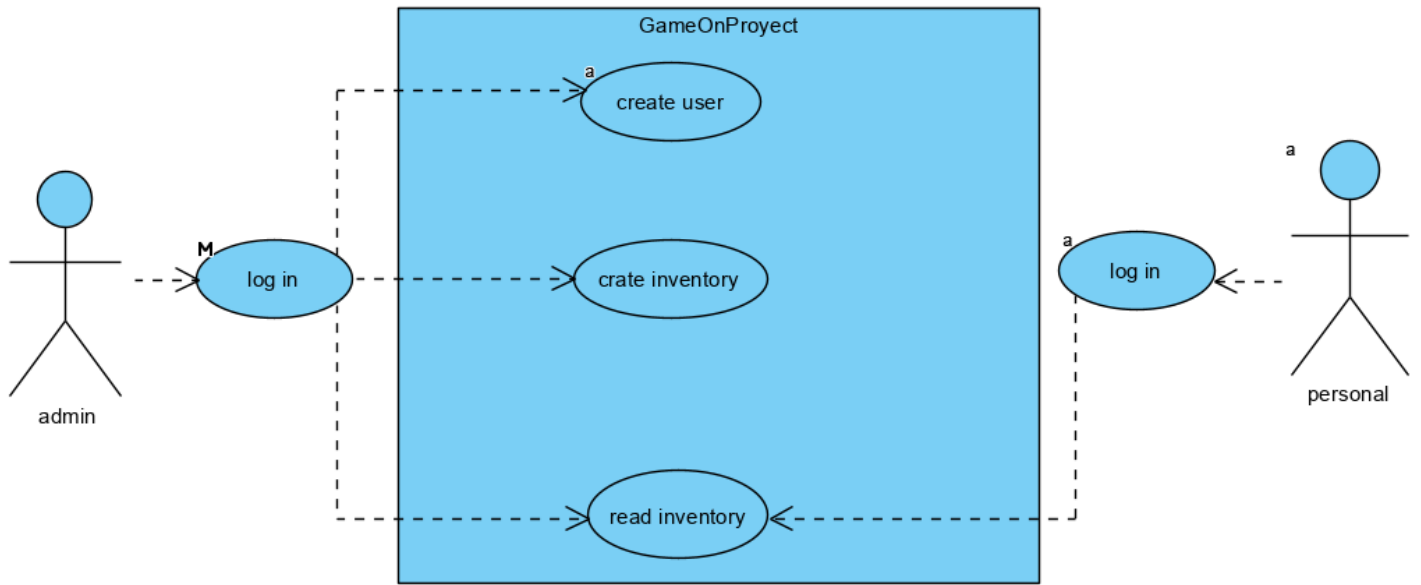 GameOnProyect
a
create user
a
M
log in
crate inventory
a
log in
admin
personal
read inventory